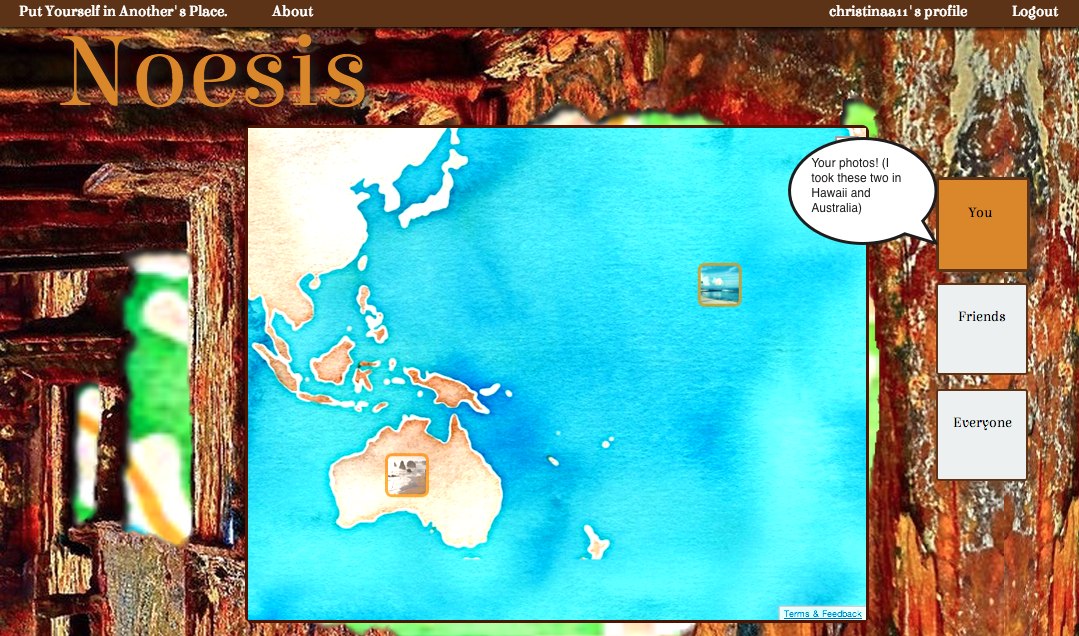 Put Yourself in Another's Place. About christinaa11's profile Logout
Noesis
Your photos! (I
took these two in
Hawaii and
Australia)
You
Friends
Everyone
Terms & Feedback